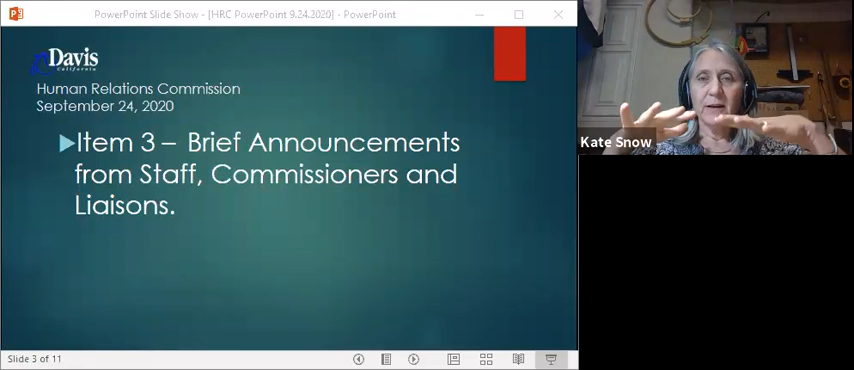 PowerPoint Slide Show - [HRC PowerPoint 9.24.2020] - PowerPoint
Davis
California
Human Relations Commission
September 24, 2020
Item 3 – Brief Announcements
from Staff, Commissioners and
Liaisons.
Slide 3 of 11
Kate Snow